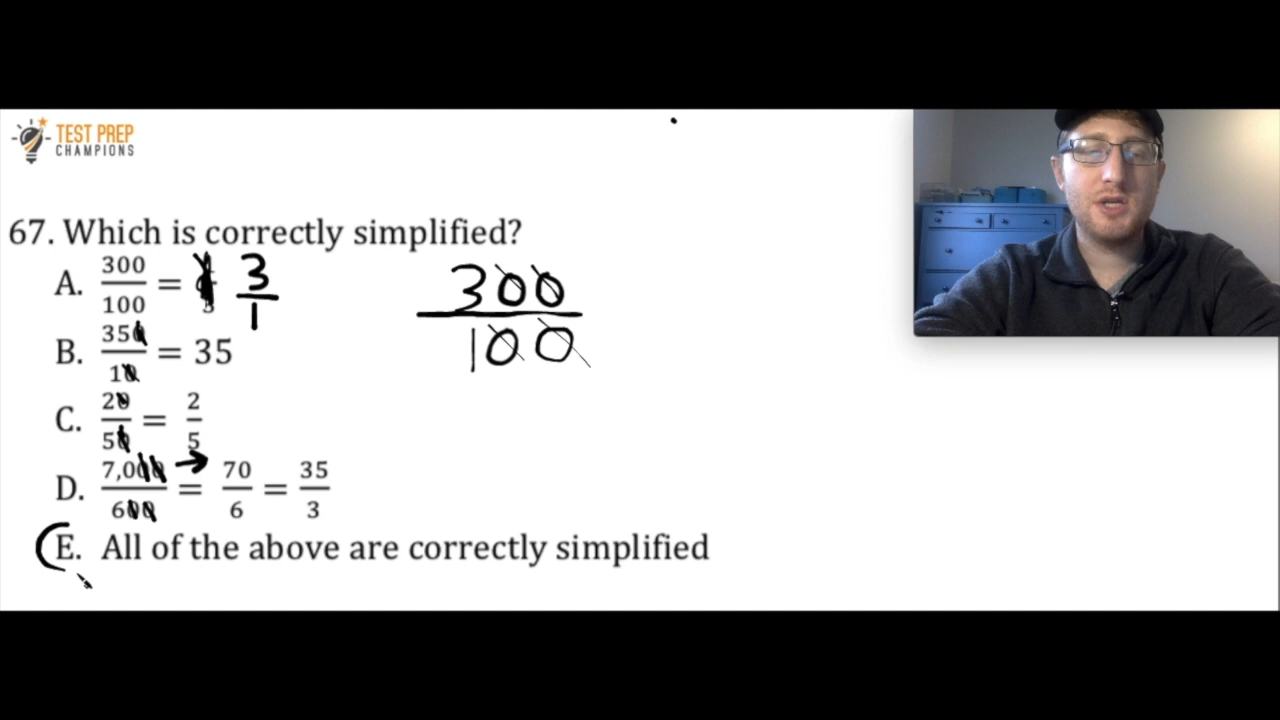 TEST PREP
CHAMPIONS
67. Which is correctly simplified?
A. 300/100 = 3/1
300/100
B. 350/10 = 35
C. 20/50 = 2/5
D. 7,000/600 = 70/6 = 35/3
E. All of the above are correctly simplified